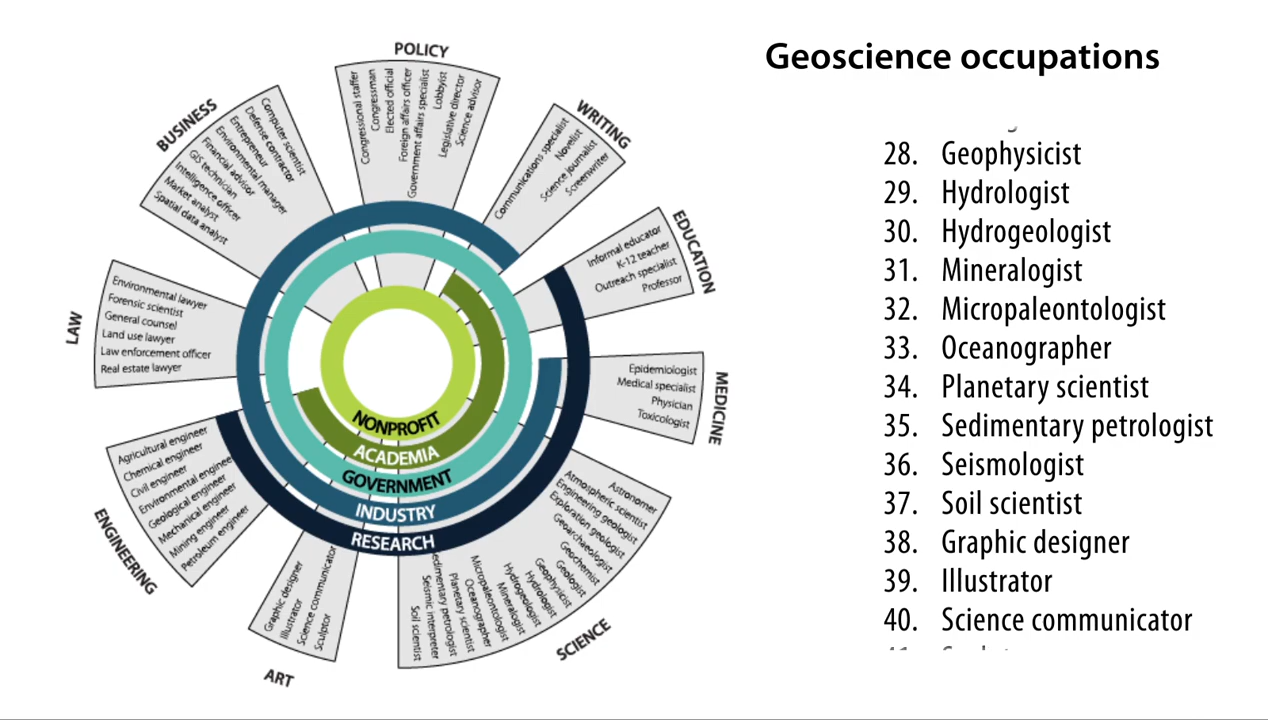 Geoscience occupations
28. Geophysicist
29. Hydrologist
30. Hydrogeologist
31. Mineralogist
32. Micropaleontologist
33. Oceanographer
34. Planetary scientist
35. Sedimentary petrologist
36. Seismologist
37. Soil scientist
38. Graphic designer
39. Illustrator
40. Science communicator
POLICY
Congressional staffer
Congressman
Elected official
Foreign affairs officer
Government affairs specialist
Lobbyist
Legislative director
Science advisor
WRITING
Communications specialist
Novelist
Science journalist
Screenwriter
EDUCATION
Informal educator
K-12 teacher
Outreach specialist
Professor
MEDICINE
Epidemiologist
Medical specialist
Physician
Toxicologist
SCIENCE
Astronomer
Atmospheric scientist
Engineering geologist
Exploration geologist
Geoarchaeologist
Geochemist
Geologist
Geophysicist
Hydrologist
Hydrogeologist
Mineralogist
Micropaleontologist
Oceanographer
Planetary scientist
Sedimentary petrologist
Seismic interpreter
Soil scientist
ART
Graphic designer
Illustrator
Science communicator
Sculptor
ENGINEERING
Agricultural engineer
Chemical engineer
Civil engineer
Environmental engineer
Geological engineer
Mechanical engineer
Mining engineer
Petroleum engineer
LAW
Environmental lawyer
Forensic scientist
General counsel
Land use lawyer
Law enforcement officer
Real estate lawyer
BUSINESS
Computer scientist
Defense contractor
Entrepreneur
Environmental manager
Financial advisor
GIS technician
Intelligence officer
Market analyst
Spatial data analyst
NONPROFIT
ACADEMIA
GOVERNMENT
INDUSTRY
RESEARCH